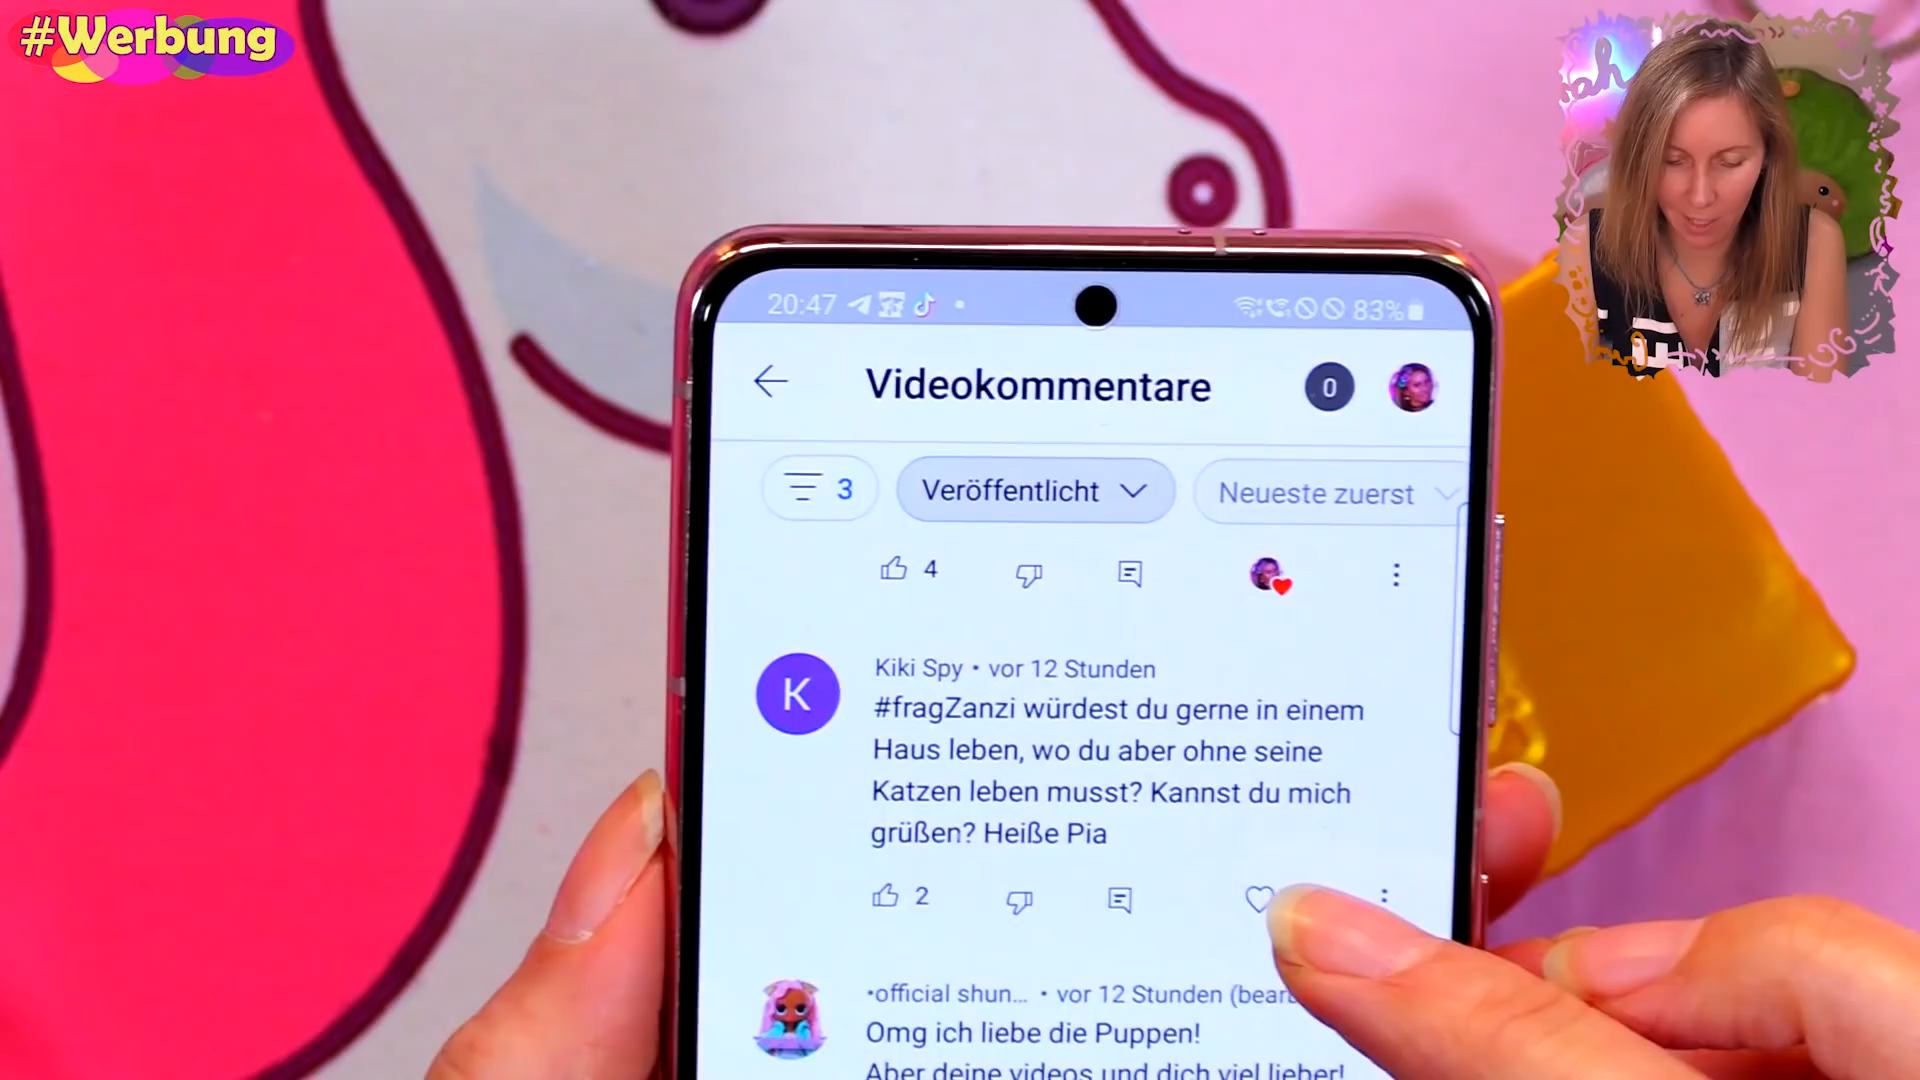 #Werbung
20:47
83%
Videokommentare
0
3
Veröffentlicht
Neueste zuerst
4
K
Kiki Spy • vor 12 Stunden
#fragZanzi würdest du gerne in einem
Haus leben, wo du aber ohne seine
Katzen leben musst? Kannst du mich
grüßen? Heiße Pia
2
•official shun... • vor 12 Stunden
Omg ich liebe die Puppen!
Aber deine videos und dich viel lieber!